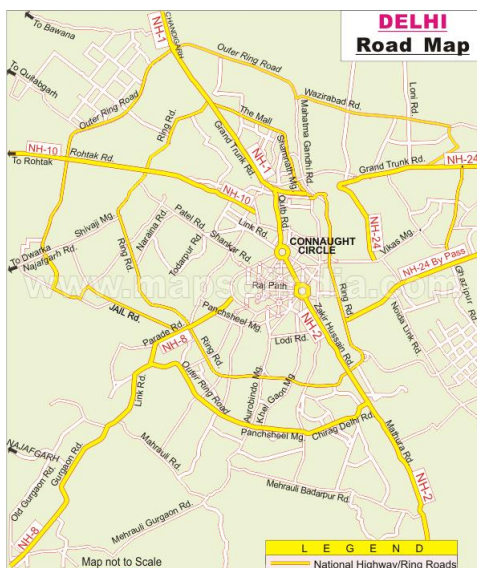 DELHI
Road Map
To Bawana
NH-1
CHANDIGARH
Outer Ring Road
To Qutabgarh
Outer Ring Road
Wazirabad Rd.
Loni Rd.
Ring Rd.
The Mall
Mahatma Gandhi Rd.
Grand Trunk Rd.
NH-1
Shamnath Mg.
NH-10
To Rohtak
Rohtak Rd.
Grand Trunk Rd.
NH-24
NH-10
Qutb Rd.
Link Rd.
Patel Rd.
Shankar Rd.
Naraina Rd.
Todarpur Rd.
Shivaji Mg.
CONNAUGHT
CIRCLE
NH-24
Vikas Mg.
To Dwarka
Najafgarh Rd.
Ring Rd.
NH-24 By Pass
Ghazipur Rd.
www.mapsofindia.com
Raj Path
Ring Rd.
JAIL Rd.
Panchsheel Mg.
Zakir Hussain Rd.
Noida Link Rd.
Parade Rd.
NH-8
NH-2
Lodi Rd.
Ring Rd.
Link Rd.
Outer Ring Road
Aurobindo Mg.
Khel Gaon Mg.
Panchsheel Mg.
Chirag Delhi Rd.
Mathura Rd.
NAJAFGARH
Old Gurgaon Rd.
Gurgaon Rd.
Mahrauli Rd.
Mehrauli Badarpur Rd.
NH-2
Mehrauli Gurgaon Rd.
NH-8
Map not to Scale
LEGEND
National Highway/Ring Roads